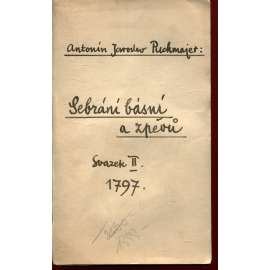 Antonín Jaroslav Puchmajer:
Sebrání básní
a zpěvů
Svazek II.
1797.